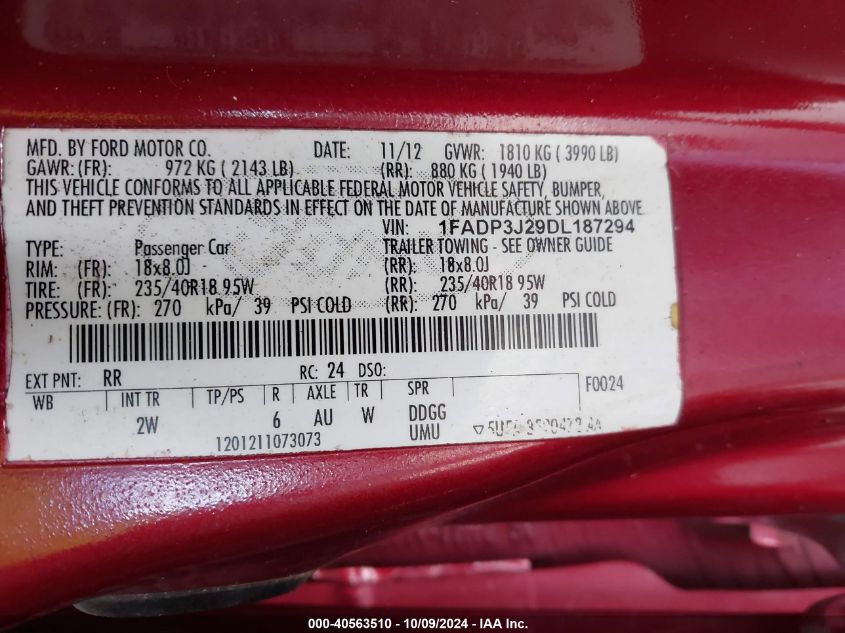 MFD. BY FORD MOTOR CO. DATE: 11/12 GVWR: 1810 KG ( 3990 LB)
GAWR: (FR): 972 KG ( 2143 LB) (RR): 880 KG ( 1940 LB)
THIS VEHICLE CONFORMS TO ALL APPLICABLE FEDERAL MOTOR VEHICLE SAFETY, BUMPER,
AND THEFT PREVENTION STANDARDS IN EFFECT ON THE DATE OF MANUFACTURE SHOWN ABOVE
VIN: 1FADP3J29DL187294
TYPE: Passenger Car TRAILER TOWING - SEE OWNER GUIDE
RIM: (FR): 18x8.0J (RR): 18x8.0J
TIRE: (FR): 235/40R18 95W (RR): 235/40R18 95W
PRESSURE: (FR): 270 kPa/ 39 PSI COLD (RR): 270 kPa/ 39 PSI COLD
EXT PNT: RR RC: 24 DSO: F0024
WB INT TR TP/PS R AXLE TR SPR
2W 6 AU W DDGG
UMU
1201211073073
000-40563510 - 10/09/2024 - IAA Inc.